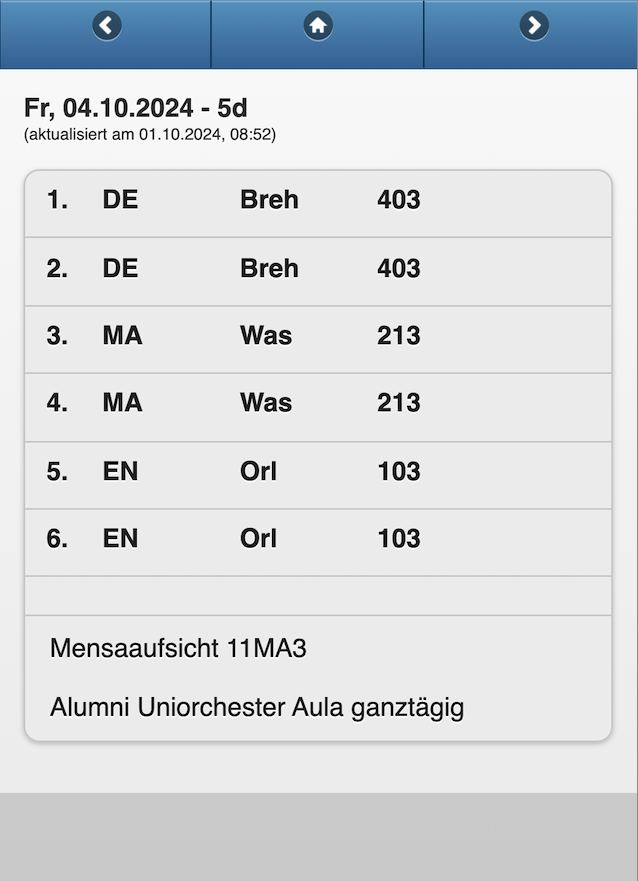 Fr, 04.10.2024 - 5d
(aktualisiert am 01.10.2024, 08:52)
1. DE Breh 403
2. DE Breh 403
3. MA Was 213
4. MA Was 213
5. EN Orl 103
6. EN Orl 103
Mensaaufsicht 11MA3
Alumni Uniorchester Aula ganztägig